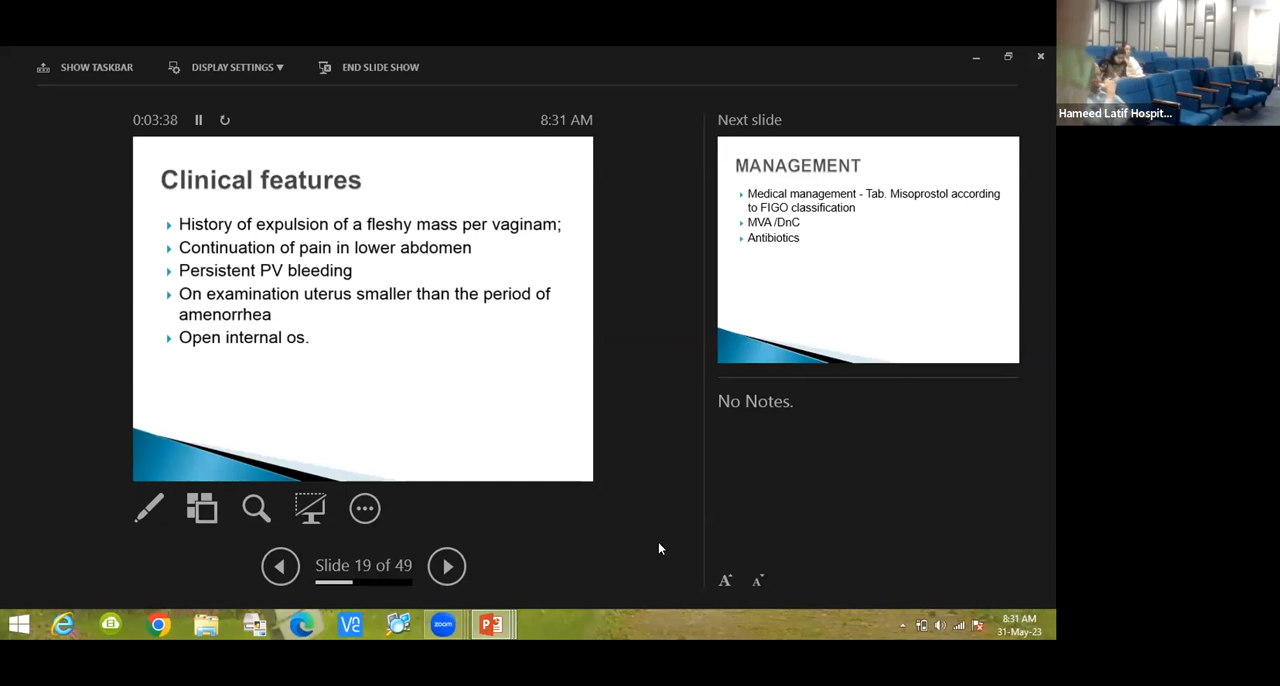 SHOW TASKBAR DISPLAY SETTINGS ▼ END SLIDE SHOW
0:03:38 8:31 AM
Clinical features
History of expulsion of a fleshy mass per vaginam;
Continuation of pain in lower abdomen
Persistent PV bleeding
On examination uterus smaller than the period of
amenorrhea
Open internal os.
Slide 19 of 49
Next slide
MANAGEMENT
Medical management - Tab. Misoprostol according
to FIGO classification
MVA /DnC
Antibiotics
No Notes.
A A
Hameed Latif Hospit...
zoom
8:31 AM
31-May-23